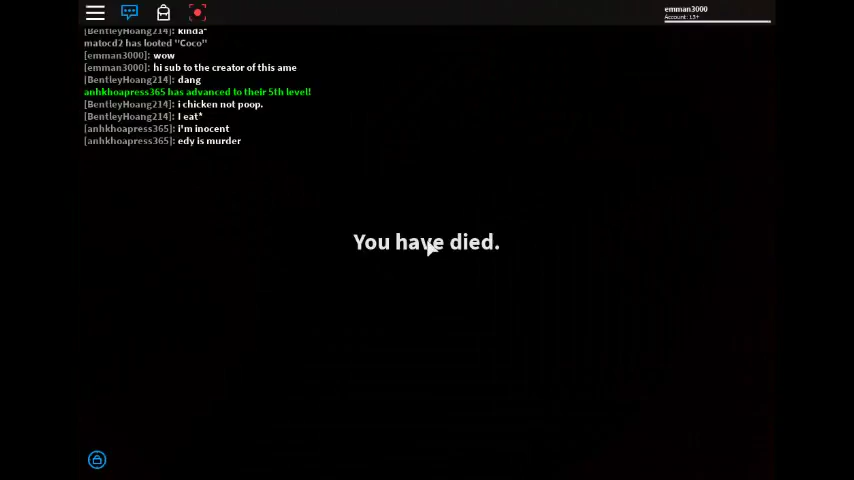 emman3000
Account: 13+
[BentleyHoang214]: kinda*
matocd2 has looted "Coco"
[emman3000]: wow
[emman3000]: hi sub to the creator of this ame
[BentleyHoang214]: dang
anhkhoapress365 has advanced to their 5th level!
[BentleyHoang214]: i chicken not poop.
[BentleyHoang214]: I eat*
[anhkhoapress365]: i'm inocent
[anhkhoapress365]: edy is murder
You have died.